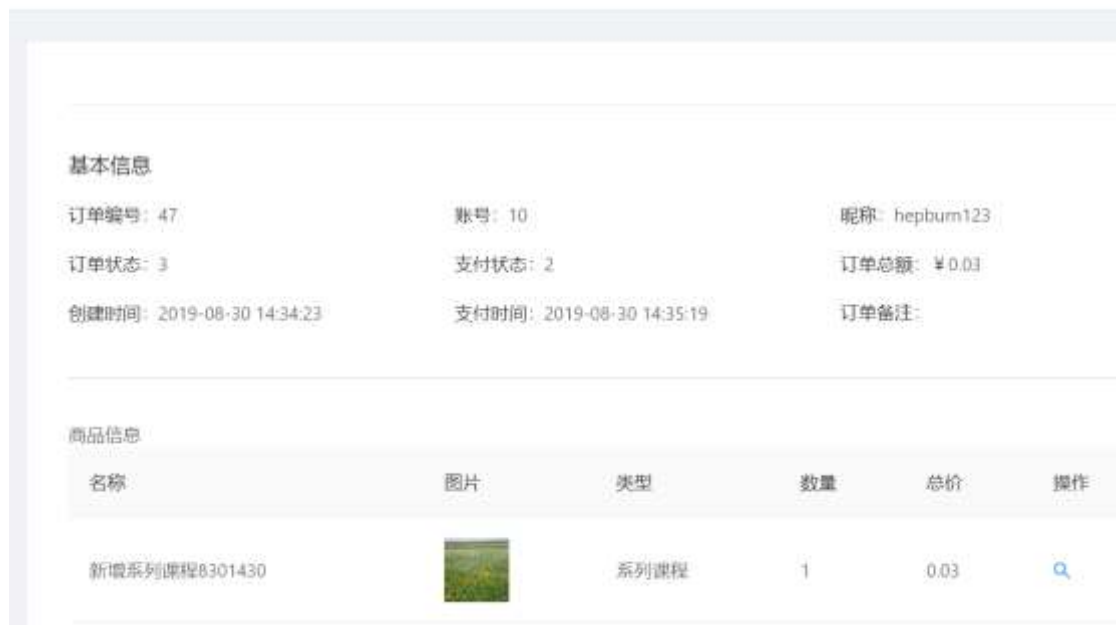 基本信息
订单编号：47 账号：10 昵称：hepburn123
订单状态：3 支付状态：2 订单总额：￥0.03
创建时间：2019-08-30 14:34:23 支付时间：2019-08-30 14:35:19 订单备注：
商品信息
名称 图片 类型 数量 总价 操作
新增系列课程8301430 系列课程 1 0.03